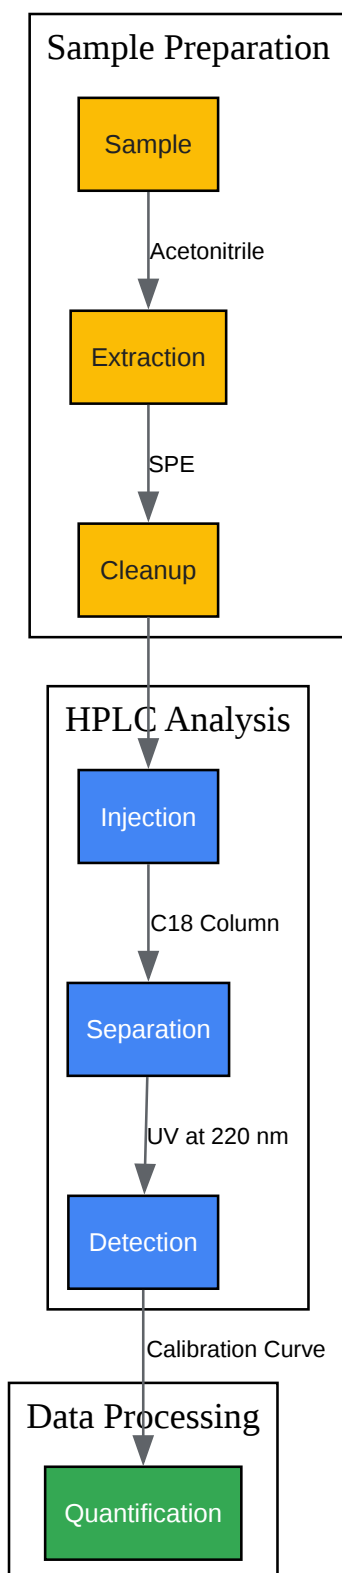 Sample Preparation
Sample
Acetonitrile
Extraction
SPE
Cleanup
HPLC Analysis
Injection
C18 Column
Separation
UV at 220 nm
Detection
Calibration Curve
Data Processing
Quantification